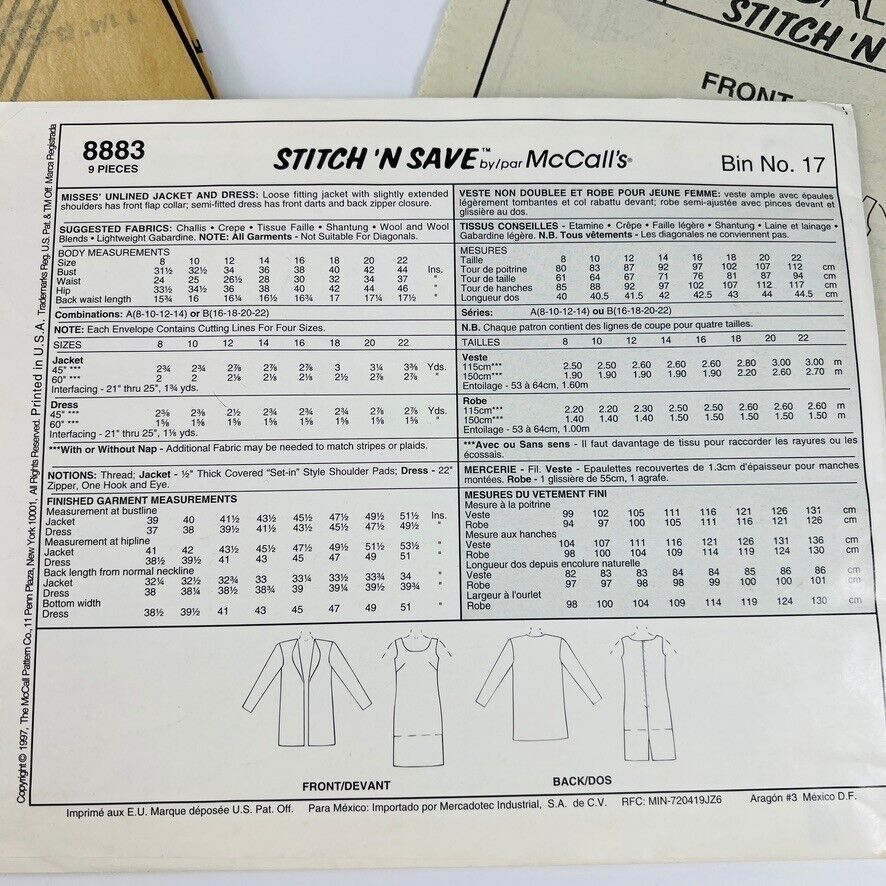 STITCH 'N
FRONT
8883
9 PIECES
STITCH 'N SAVE™ by/par McCall's®
Bin No. 17
MISSES' UNLINED JACKET AND DRESS: Loose fitting jacket with slightly extended
shoulders has front flap collar; semi-fitted dress has front darts and back zipper closure.
SUGGESTED FABRICS: Challis • Crepe • Tissue Faille • Shantung • Wool and Wool
Blends • Lightweight Gabardine. NOTE: All Garments - Not Suitable For Diagonals.
BODY MEASUREMENTS
Size 8 10 12 14 16 18 20 22
Bust 31½ 32½ 34 36 38 40 42 44 Ins.
Waist 24 25 26½ 28 30 32 34 37 "
Hip 33½ 34½ 36 38 40 42 44 46 "
Back waist length 15¾ 16 16¼ 16½ 16¾ 17 17¼ 17½ "
Combinations: A(8-10-12-14) or B(16-18-20-22)
NOTE: Each Envelope Contains Cutting Lines For Four Sizes.
SIZES 8 10 12 14 16 18 20 22
Jacket
45" *** 2¾ 2¾ 2⅞ 2⅞ 2⅞ 3 3¼ 3⅜ Yds.
60" *** 2 2 2⅛ 2⅛ 2⅛ 2½ 2⅞ 2⅞ "
Interfacing - 21" thru 25", 1¾ yds.
Dress
45" *** 2⅜ 2⅜ 2½ 2¾ 2¾ 2¾ 2⅞ 2⅞ Yds.
60" *** 1⅝ 1⅝ 1⅝ 1⅝ 1⅝ 1⅝ 1⅝ 1⅝ "
Interfacing - 21" thru 25", 1⅛ yds.
***With or Without Nap - Additional Fabric may be needed to match stripes or plaids.
NOTIONS: Thread; Jacket - ½" Thick Covered "Set-in" Style Shoulder Pads; Dress - 22"
Zipper, One Hook and Eye.
FINISHED GARMENT MEASUREMENTS
Measurement at bustline
Jacket 39 40 41½ 43½ 45½ 47½ 49½ 51½ Ins.
Dress 37 38 39½ 41½ 43½ 45½ 47½ 49½ "
Measurement at hipline
Jacket 41 42 43½ 45½ 47½ 49½ 51½ 53½ "
Dress 38½ 39½ 41 43 45 47 49 51 "
Back length from normal neckline
Jacket 32¼ 32½ 32¾ 33 33¼ 33½ 33¾ 34 "
Dress 38 38¼ 38½ 38¾ 39 39¼ 39½ 39¾ "
Bottom width
Dress 38½ 39½ 41 43 45 47 49 51 "
VESTE NON DOUBLEE ET ROBE POUR JEUNE FEMME: veste ample avec épaules
légèrement tombantes et col rabattu devant; robe semi-ajustée avec pinces devant et
glissière au dos.
TISSUS CONSEILLES - Etamine • Crêpe • Faille légère • Shantung • Laine et lainage •
Gabardine légère. N.B. Tous vêtements - Les diagonales ne conviennent pas.
MESURES
Taille 8 10 12 14 16 18 20 22
Tour de poitrine 80 83 87 92 97 102 107 112 cm
Tour de taille 61 64 67 71 76 81 87 94 cm
Tour de hanches 85 88 92 97 102 107 112 117 cm
Longueur dos 40 40.5 41.5 42 42.5 43 44 44.5 cm
Séries: A(8-10-12-14) ou B(16-18-20-22)
N.B. Chaque patron contient des lignes de coupe pour quatre tailles.
TAILLES 8 10 12 14 16 18 20 22
Veste
115cm*** 2.50 2.50 2.60 2.60 2.60 2.80 3.00 3.00 m
150cm*** 1.90 1.90 1.90 1.90 1.90 2.20 2.60 2.70 m
Entoilage - 53 à 64cm, 1.60m
Robe
115cm*** 2.20 2.20 2.30 2.50 2.50 2.60 2.60 2.60 m
150cm*** 1.40 1.40 1.50 1.50 1.50 1.50 1.50 1.50 m
Entoilage - 53 à 64cm, 1.00m
***Avec ou Sans sens - Il faut davantage de tissu pour raccorder les rayures ou les
écossais.
MERCERIE - Fil. Veste - Epaulettes recouvertes de 1.3cm d'épaisseur pour manches
montées. Robe - 1 glissière de 55cm, 1 agrafe.
MESURES DU VETEMENT FINI
Mesure à la poitrine
Veste 99 102 105 111 116 121 126 131 cm
Robe 94 97 100 105 111 116 121 126 cm
Mesure aux hanches
Veste 104 107 111 116 121 126 131 136 cm
Robe 98 100 104 109 114 119 124 130 cm
Longueur dos depuis encolure naturelle
Veste 82 83 83 84 84 85 86 86 cm
Robe 97 97 98 98 99 100 100 101 cm
Largeur à l'ourlet
Robe 98 100 104 109 114 119 124 130 cm
FRONT/DEVANT
BACK/DOS
Imprimé aux E.U. Marque déposée U.S. Pat. Off. Para México: Importado por Mercadotec Industrial, S.A. de C.V. RFC: MIN-720419JZ6 Aragón #3 México D.F.
Copyright © 1997, The McCall Pattern Co., 11 Penn Plaza, New York 10001, All Rights Reserved. Printed in U.S.A. Trademarks Reg. U.S. Pat. & TM Off. Marca Registrada